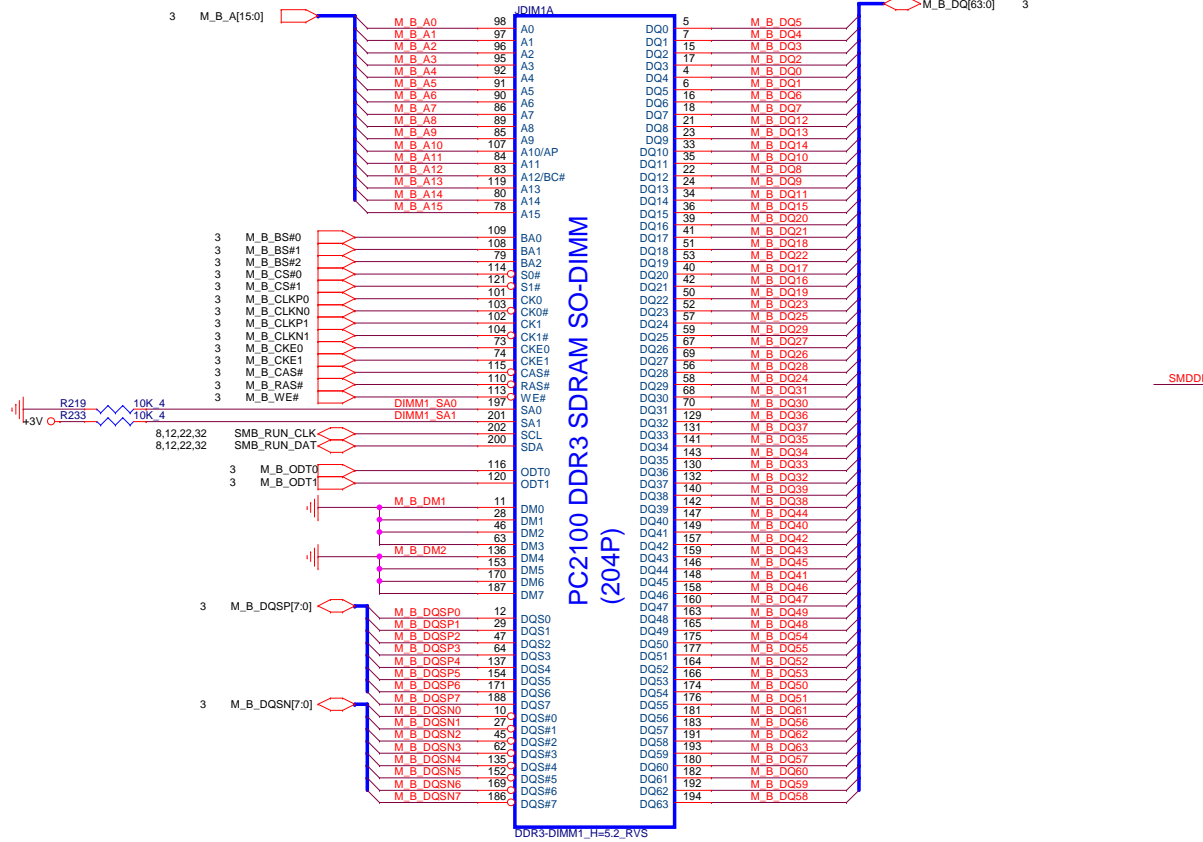 3 M_B_A[15:0]
JDIM1A
M_B_DQ[63:0] 3
M_B_A0 98 A0
M_B_A1 97 A1
M_B_A2 96 A2
M_B_A3 95 A3
M_B_A4 92 A4
M_B_A5 91 A5
M_B_A6 90 A6
M_B_A7 86 A7
M_B_A8 89 A8
M_B_A9 85 A9
M_B_A10 107 A10/AP
M_B_A11 84 A11
M_B_A12 83 A12/BC#
M_B_A13 119 A13
M_B_A14 80 A14
M_B_A15 78 A15
3 M_B_BS#0 109 BA0
3 M_B_BS#1 108 BA1
3 M_B_BS#2 79 BA2
3 M_B_CS#0 114 S0#
3 M_B_CS#1 121 S1#
3 M_B_CLKP0 101 CK0
3 M_B_CLKN0 103 CK0#
3 M_B_CLKP1 102 CK1
3 M_B_CLKN1 104 CK1#
3 M_B_CKE0 73 CKE0
3 M_B_CKE1 74 CKE1
3 M_B_CAS# 115 CAS#
3 M_B_RAS# 110 RAS#
3 M_B_WE# 113 WE#
R219 10K_4 DIMM1_SA0 197 SA0
+3V R233 10K_4 DIMM1_SA1 201 SA1
8,12,22,32 SMB_RUN_CLK 202 SCL
8,12,22,32 SMB_RUN_DAT 200 SDA
3 M_B_ODT0 116 ODT0
3 M_B_ODT1 120 ODT1
M_B_DM1 11 DM0
28 DM1
46 DM2
63 DM3
M_B_DM2 136 DM4
153 DM5
170 DM6
187 DM7
3 M_B_DQSP[7:0]
M_B_DQSP0 12 DQS0
M_B_DQSP1 29 DQS1
M_B_DQSP2 47 DQS2
M_B_DQSP3 64 DQS3
M_B_DQSP4 137 DQS4
M_B_DQSP5 154 DQS5
M_B_DQSP6 171 DQS6
M_B_DQSP7 188 DQS7
3 M_B_DQSN[7:0]
M_B_DQSN0 10 DQS#0
M_B_DQSN1 27 DQS#1
M_B_DQSN2 45 DQS#2
M_B_DQSN3 62 DQS#3
M_B_DQSN4 135 DQS#4
M_B_DQSN5 152 DQS#5
M_B_DQSN6 169 DQS#6
M_B_DQSN7 186 DQS#7
PC2100 DDR3 SDRAM SO-DIMM
(204P)
DQ0 5 M_B_DQ5
DQ1 7 M_B_DQ4
DQ2 15 M_B_DQ3
DQ3 17 M_B_DQ2
DQ4 4 M_B_DQ0
DQ5 6 M_B_DQ1
DQ6 16 M_B_DQ6
DQ7 18 M_B_DQ7
DQ8 21 M_B_DQ12
DQ9 23 M_B_DQ13
DQ10 33 M_B_DQ14
DQ11 35 M_B_DQ10
DQ12 22 M_B_DQ8
DQ13 24 M_B_DQ9
DQ14 34 M_B_DQ11
DQ15 36 M_B_DQ15
DQ16 39 M_B_DQ20
DQ17 41 M_B_DQ21
DQ18 51 M_B_DQ18
DQ19 53 M_B_DQ22
DQ20 40 M_B_DQ17
DQ21 42 M_B_DQ16
DQ22 50 M_B_DQ19
DQ23 52 M_B_DQ23
DQ24 57 M_B_DQ25
DQ25 59 M_B_DQ29
DQ26 67 M_B_DQ27
DQ27 69 M_B_DQ26
DQ28 56 M_B_DQ28
DQ29 58 M_B_DQ24
DQ30 68 M_B_DQ31
DQ31 70 M_B_DQ30
DQ32 129 M_B_DQ36
DQ33 131 M_B_DQ37
DQ34 141 M_B_DQ35
DQ35 143 M_B_DQ34
DQ36 130 M_B_DQ33
DQ37 132 M_B_DQ32
DQ38 140 M_B_DQ39
DQ39 142 M_B_DQ38
DQ40 147 M_B_DQ44
DQ41 149 M_B_DQ40
DQ42 157 M_B_DQ42
DQ43 159 M_B_DQ43
DQ44 146 M_B_DQ45
DQ45 148 M_B_DQ41
DQ46 158 M_B_DQ46
DQ47 160 M_B_DQ47
DQ48 163 M_B_DQ49
DQ49 165 M_B_DQ48
DQ50 175 M_B_DQ54
DQ51 177 M_B_DQ55
DQ52 164 M_B_DQ52
DQ53 166 M_B_DQ53
DQ54 174 M_B_DQ50
DQ55 176 M_B_DQ51
DQ56 181 M_B_DQ61
DQ57 183 M_B_DQ56
DQ58 191 M_B_DQ62
DQ59 193 M_B_DQ63
DQ60 180 M_B_DQ57
DQ61 182 M_B_DQ60
DQ62 192 M_B_DQ59
DQ63 194 M_B_DQ58
DDR3-DIMM1_H=5.2_RVS